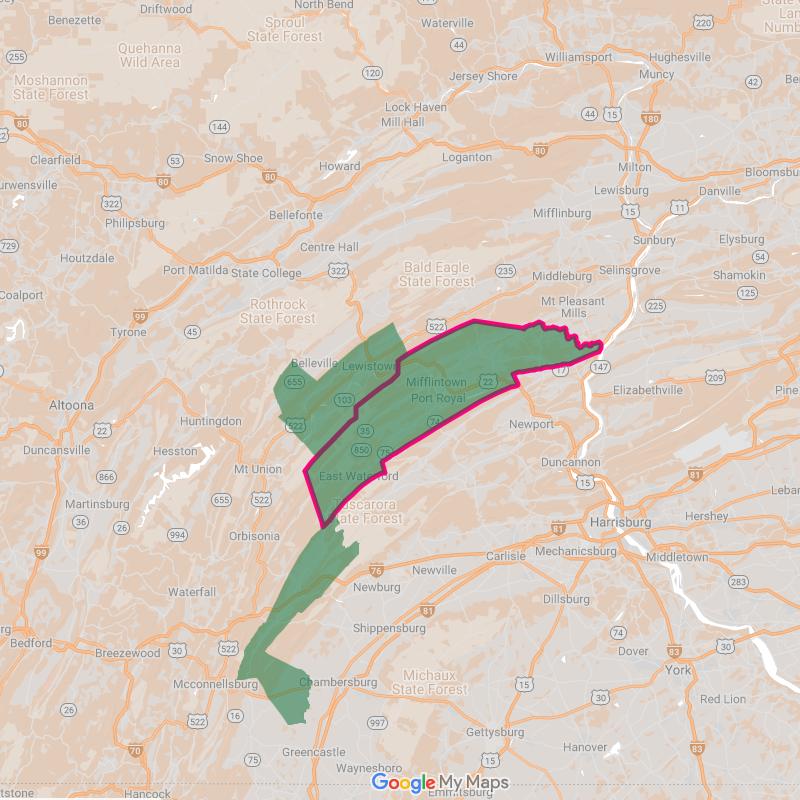 Driftwood
North Bend
Benezette
Sproul
State Forest
Waterville
220
Quehanna
Wild Area
44
255
Williamsport
Hughesville
Moshannon
State Forest
120
Jersey Shore
Muncy
42
Lock Haven
Mill Hall
44
15
180
80
144
Clearfield
53
Snow Shoe
Loganton
80
80
80
Howard
Milton
Bloomsbu
urwensville
322
Lewisburg
Danville
Philipsburg
Bellefonte
Mifflinburg
15
11
729
Centre Hall
Sunbury
Elysburg
Houtzdale
Port Matilda
State College
322
Bald Eagle
State Forest
235
Middleburg
Selinsgrove
54
Shamokin
Coalport
125
Rothrock
State Forest
Mt Pleasant
Mills
225
99
Tyrone
45
522
Belleville
Lewistown
17
147
655
Mifflintown
22
209
Altoona
103
Port Royal
Elizabethville
Pine
Huntingdon
22
522
35
74
Newport
Duncansville
Hesston
850
75
Duncannon
866
Mt Union
East Waterford
81
Martinsburg
655
522
15
Leba
36
26
Tuscarora
State Forest
Harrisburg
Hershey
994
Orbisonia
81
Mechanicsburg
99
Carlisle
Middletown
76
Newville
283
Waterfall
Newburg
Dillsburg
81
rg
Bedford
522
Shippensburg
74
Breezewood
30
Dover
83
30
York
Mcconnellsburg
Chambersburg
Michaux
State Forest
15
30
Red Lion
26
522
16
997
Gettysburg
75
Greencastle
15
Hanover
83
70
Waynesboro
Google My Maps
tstone
Hancock
Emmitsburg